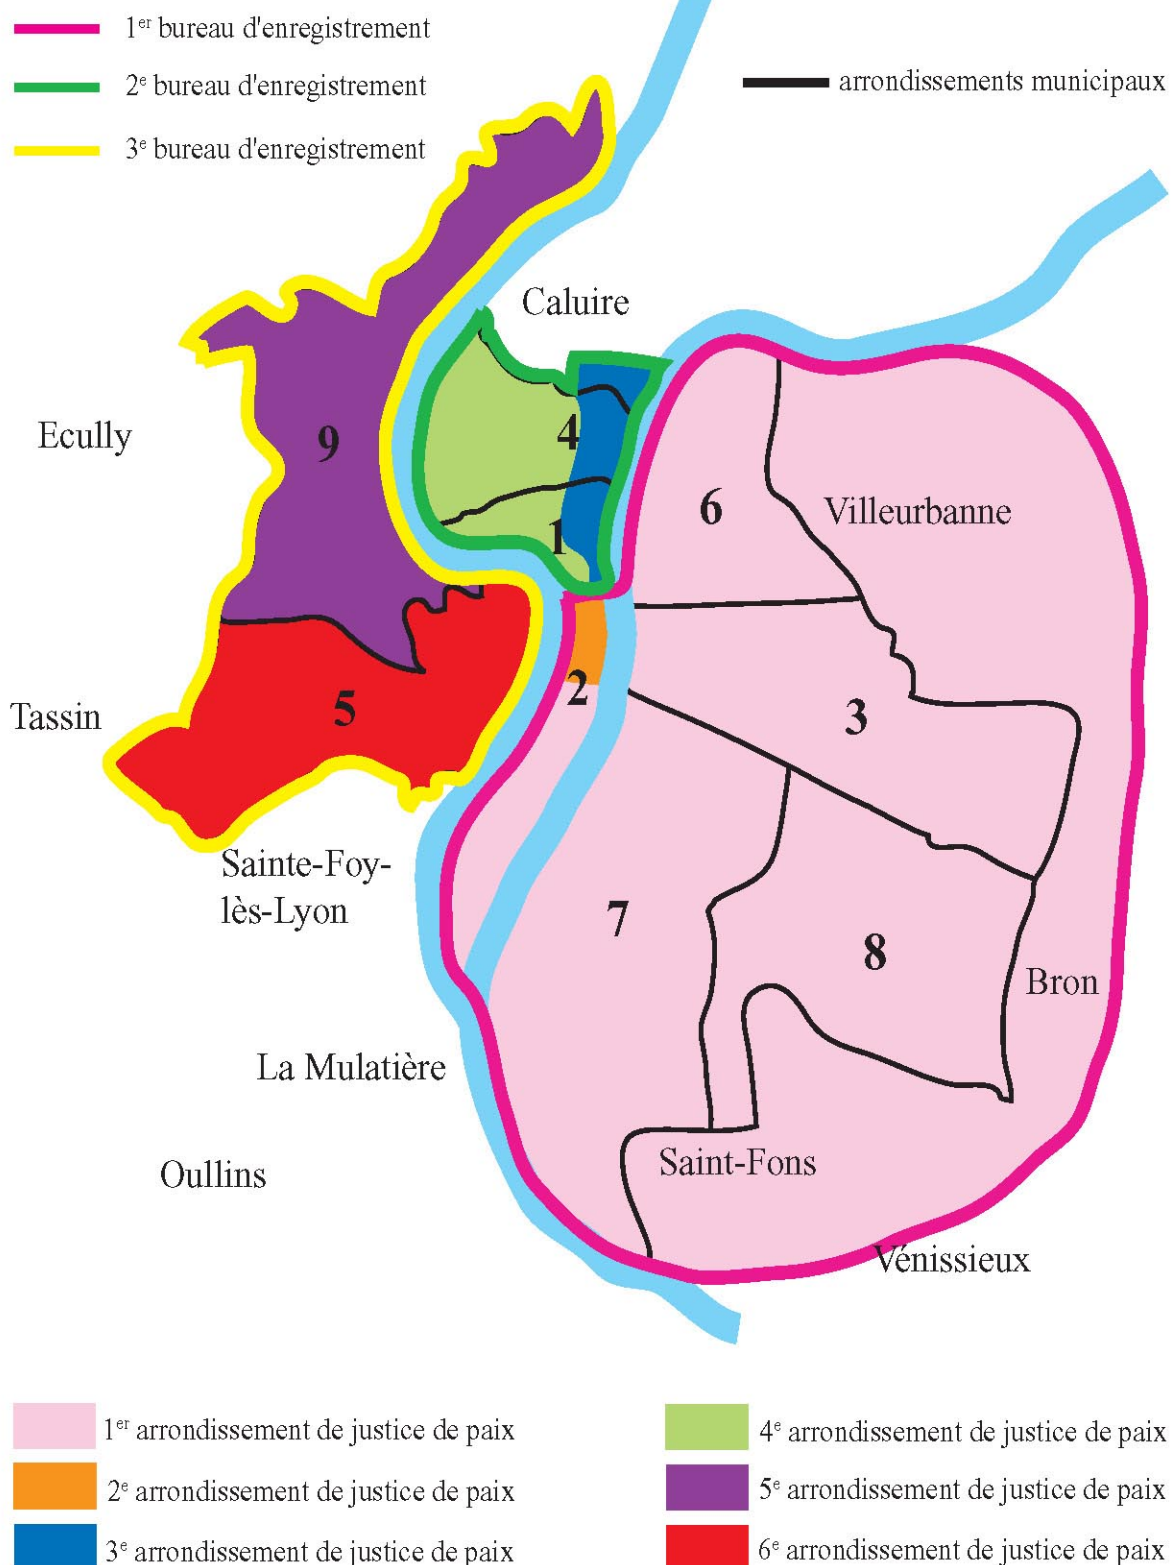 1er bureau d'enregistrement
2e bureau d'enregistrement
3e bureau d'enregistrement
arrondissements municipaux
Caluire
Ecully
9
4
6
Villeurbanne
1
2
Tassin
5
3
Sainte-Foy-
lès-Lyon
7
8
Bron
La Mulatière
Saint-Fons
Oullins
Vénissieux
1er arrondissement de justice de paix
2e arrondissement de justice de paix
3e arrondissement de justice de paix
4e arrondissement de justice de paix
5e arrondissement de justice de paix
6e arrondissement de justice de paix